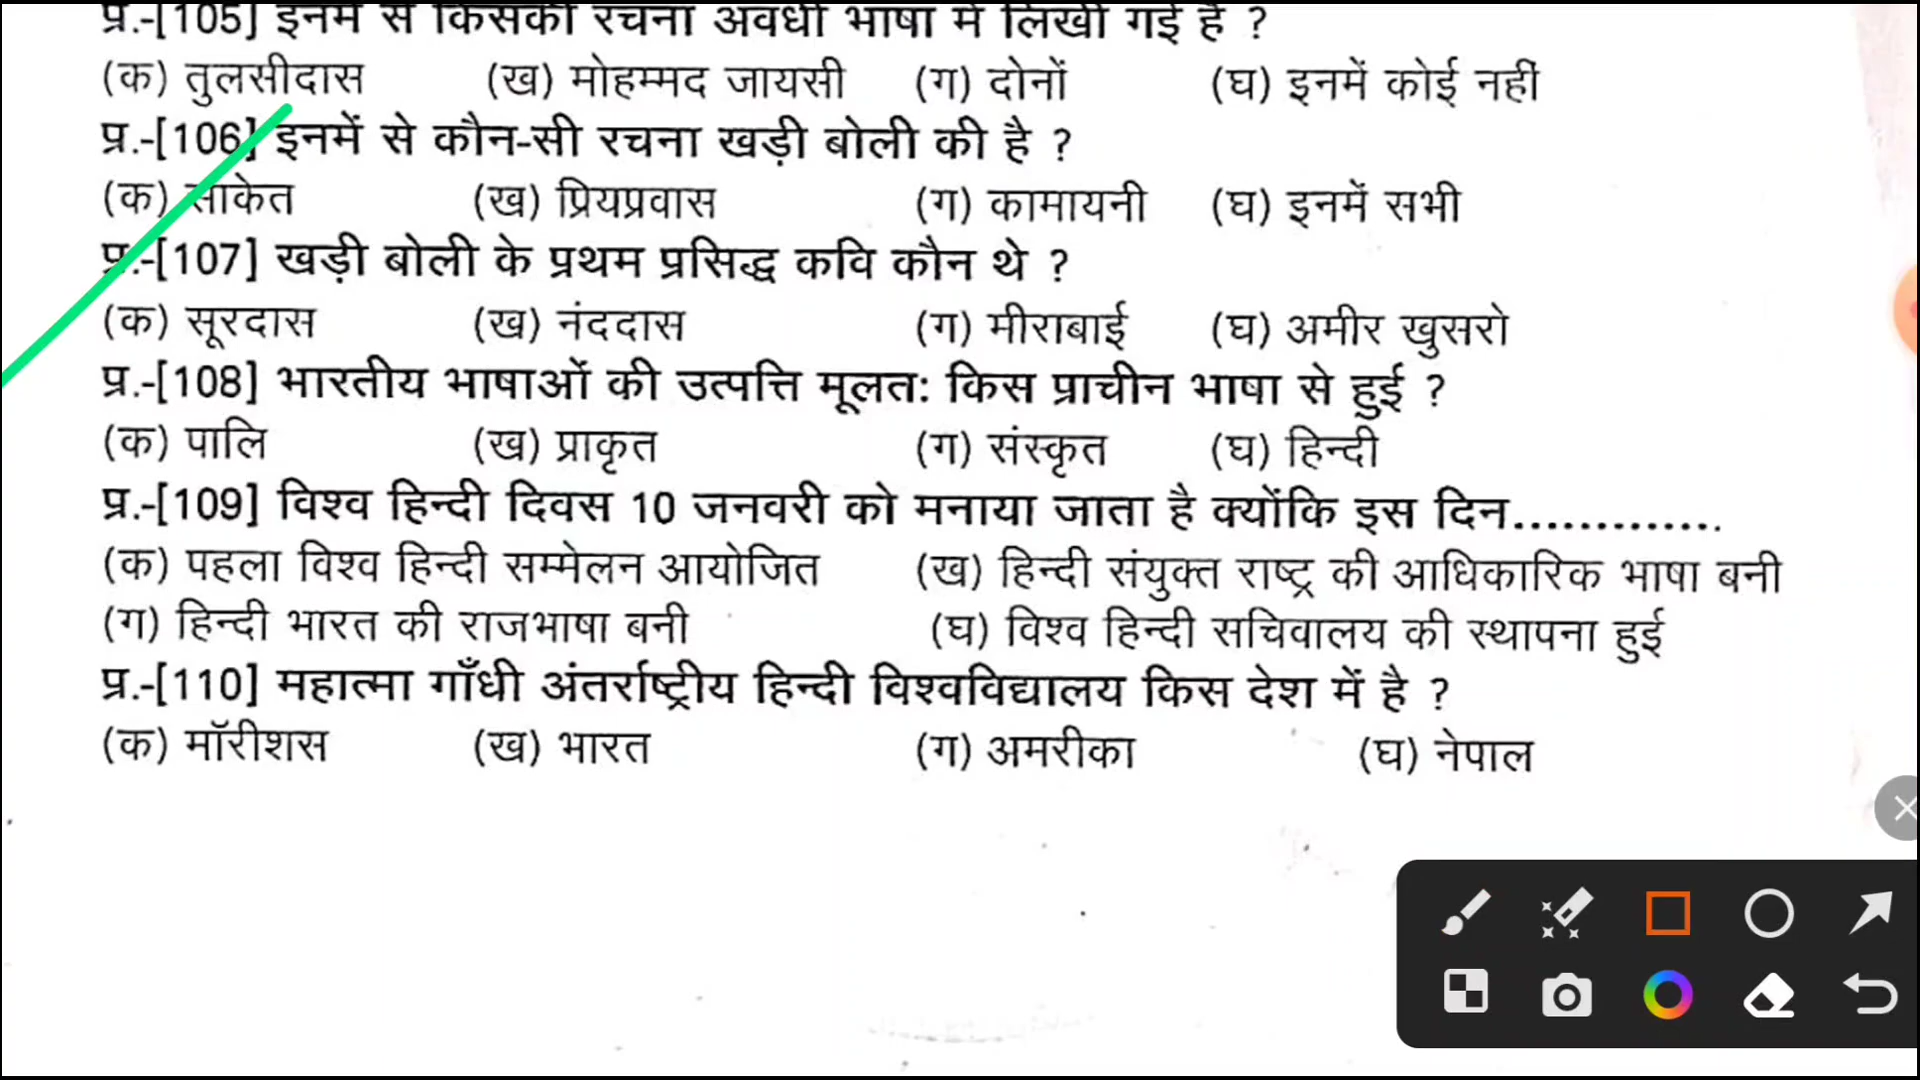 प्र.-[105] इनमें से किसकी रचना अवधी भाषा में लिखी गई है ?
(क) तुलसीदास (ख) मोहम्मद जायसी (ग) दोनों (घ) इनमें कोई नहीं
प्र.-[106] इनमें से कौन-सी रचना खड़ी बोली की है ?
(क) साकेत (ख) प्रियप्रवास (ग) कामायनी (घ) इनमें सभी
प्र.-[107] खड़ी बोली के प्रथम प्रसिद्ध कवि कौन थे ?
(क) सूरदास (ख) नंददास (ग) मीराबाई (घ) अमीर खुसरो
प्र.-[108] भारतीय भाषाओं की उत्पत्ति मूलत: किस प्राचीन भाषा से हुई ?
(क) पालि (ख) प्राकृत (ग) संस्कृत (घ) हिन्दी
प्र.-[109] विश्व हिन्दी दिवस 10 जनवरी को मनाया जाता है क्योंकि इस दिन.............
(क) पहला विश्व हिन्दी सम्मेलन आयोजित (ख) हिन्दी संयुक्त राष्ट्र की आधिकारिक भाषा बनी
(ग) हिन्दी भारत की राजभाषा बनी (घ) विश्व हिन्दी सचिवालय की स्थापना हुई
प्र.-[110] महात्मा गाँधी अंतर्राष्ट्रीय हिन्दी विश्वविद्यालय किस देश में है ?
(क) मॉरीशस (ख) भारत (ग) अमरीका (घ) नेपाल